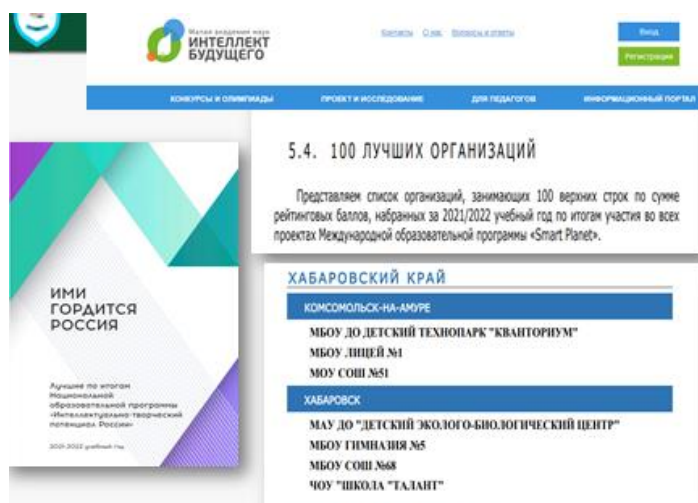 Малая академия наук
ИНТЕЛЛЕКТ
БУДУЩЕГО
Контакты О нас Вопросы и ответы
Вход
Регистрация
КОНКУРСЫ И ОЛИМПИАДЫ ПРОЕКТ И ИССЛЕДОВАНИЕ ДЛЯ ПЕДАГОГОВ ИНФОРМАЦИОННЫЙ ПОРТАЛ
ИМИ
ГОРДИТСЯ
РОССИЯ
Лучшие по итогам
Национальной
образовательной программы
«Интеллектуально-творческий
потенциал России»
2021-2022 учебный год
5.4. 100 ЛУЧШИХ ОРГАНИЗАЦИЙ
Представляем список организаций, занимающих 100 верхних строк по сумме
рейтинговых баллов, набранных за 2021/2022 учебный год по итогам участия во всех
проектах Международной образовательной программы «Smart Planet».
ХАБАРОВСКИЙ КРАЙ
КОМСОМОЛЬСК-НА-АМУРЕ
МБОУ ДО ДЕТСКИЙ ТЕХНОПАРК "КВАНТОРИУМ"
МБОУ ЛИЦЕЙ №1
МОУ СОШ №51
ХАБАРОВСК
МАУ ДО "ДЕТСКИЙ ЭКОЛОГО-БИОЛОГИЧЕСКИЙ ЦЕНТР"
МБОУ ГИМНАЗИЯ №5
МБОУ СОШ №68
ЧОУ "ШКОЛА "ТАЛАНТ"